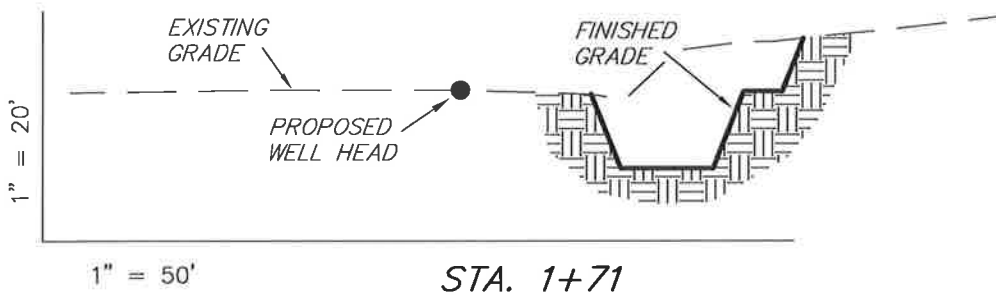 EXISTING
GRADE
FINISHED
GRADE
PROPOSED
WELL HEAD
1" = 20'
1" = 50'
STA. 1+71